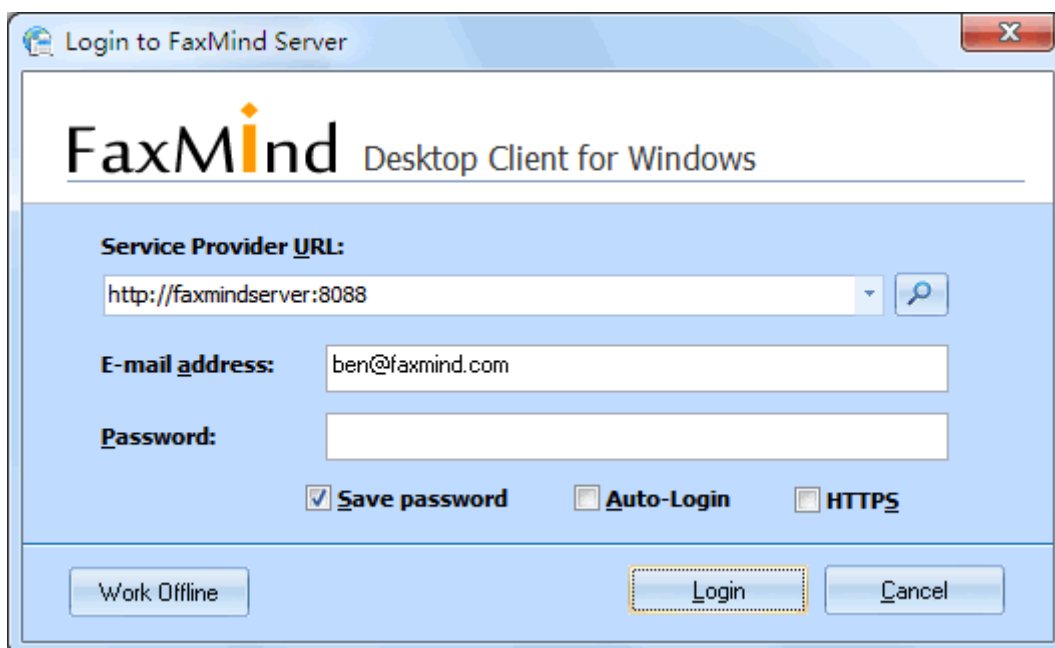 Login to FaxMind Server
FaxMind Desktop Client for Windows
Service Provider URL:
http://faxmindserver:8088
E-mail address:
ben@faxmind.com
Password:
Save password Auto-Login HTTPS
Work Offline Login Cancel